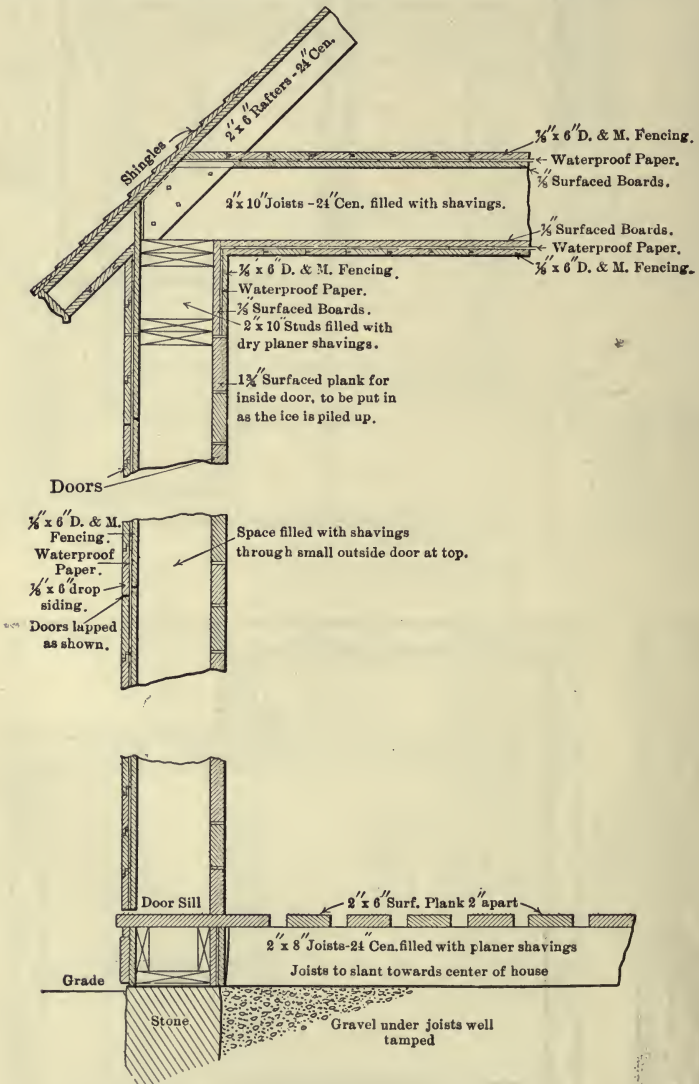 2"x 6" Rafters - 24" Cen.
Shingles
⅞"x 6" D. & M. Fencing.
Waterproof Paper.
⅞" Surfaced Boards.
2"x 10" Joists - 24" Cen. filled with shavings.
⅞" Surfaced Boards.
Waterproof Paper.
⅞"x 6" D. & M. Fencing.
⅞"x 6" D. & M. Fencing
Waterproof Paper.
⅞" Surfaced Boards.
2"x 10" Studs filled with
dry planer shavings.
1¾" Surfaced plank for
inside door, to be put in
as the ice is piled up.
Doors
⅞"x 6" D. & M.
Fencing.
Waterproof
Paper.
⅞"x 6" drop
siding.
Doors lapped
as shown.
Space filled with shavings
through small outside door at top.
Door Sill
2"x 6" Surf. Plank 2" apart
2"x 8" Joists-24" Cen. filled with planer shavings
Joists to slant towards center of house
Grade
Stone
Gravel under joists well
tamped